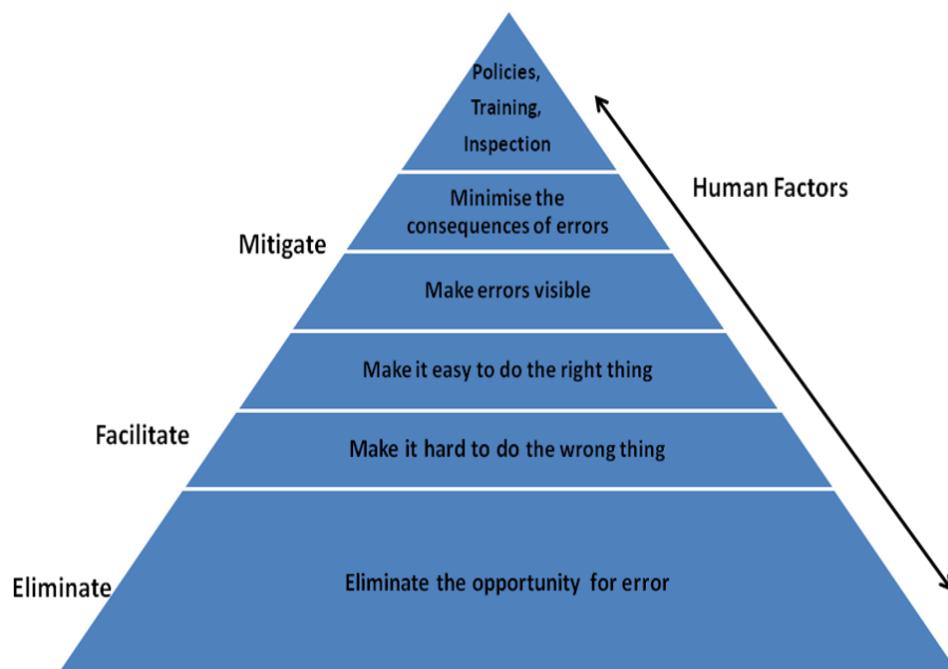 Policies,
Training,
Inspection
Human Factors
Minimise the
consequences of errors
Mitigate
Make errors visible
Make it easy to do the right thing
Facilitate
Make it hard to do the wrong thing
Eliminate
Eliminate the opportunity for error